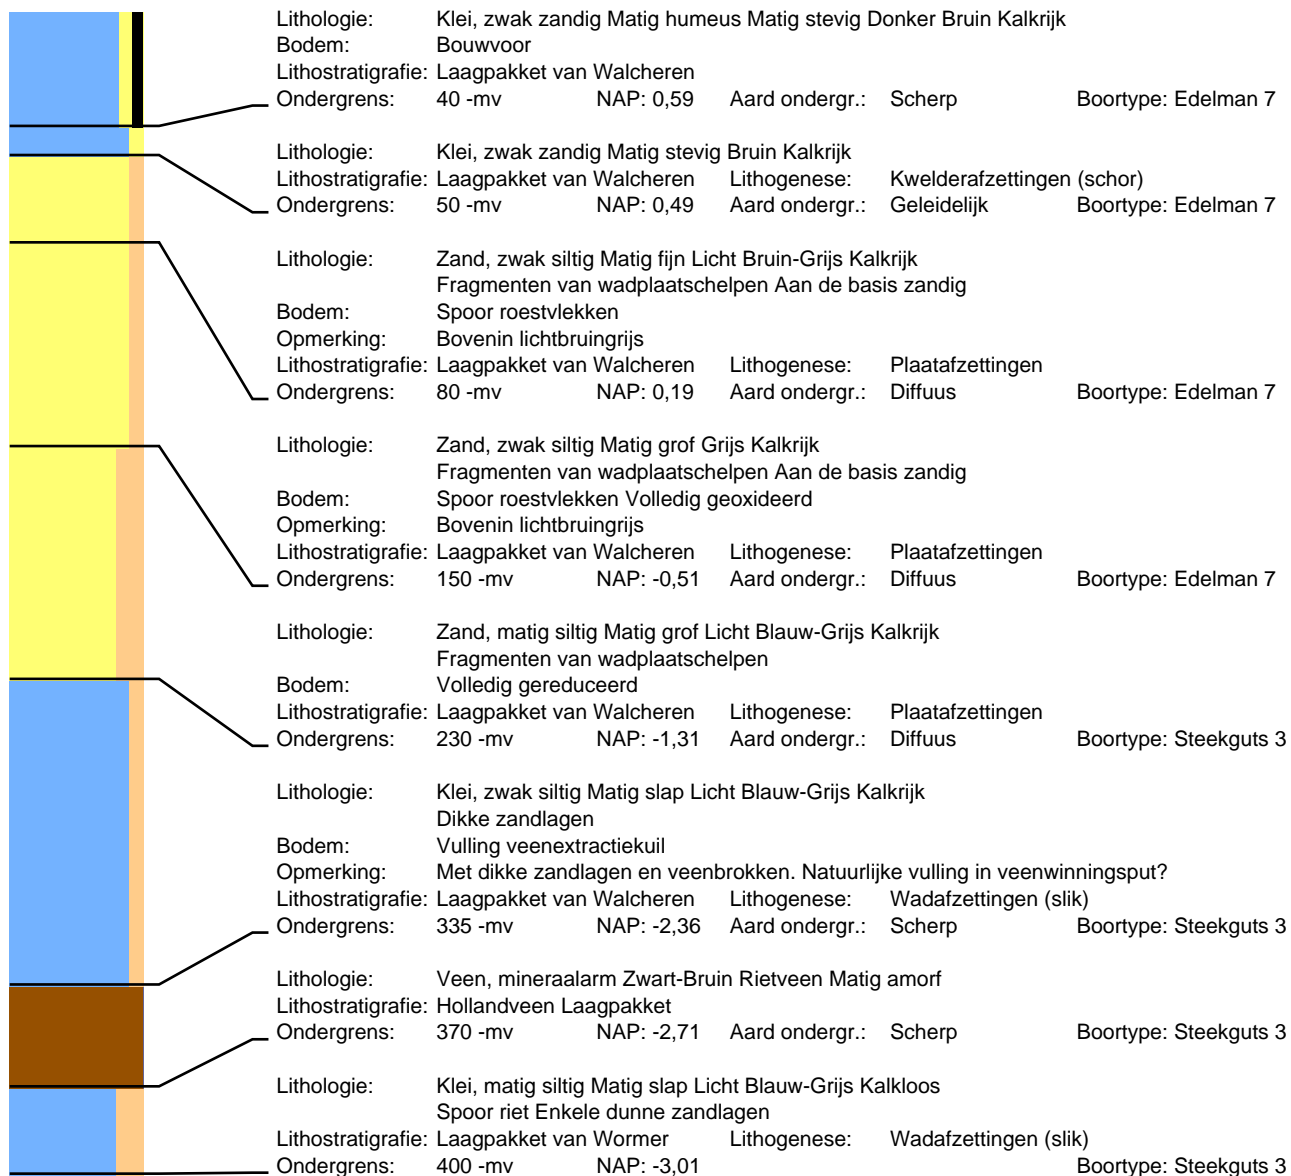 Lithologie: Klei, zwak zandig Matig humeus Matig stevig Donker Bruin Kalkrijk
Bodem: Bouwvoor
Lithostratigrafie: Laagpakket van Walcheren
Ondergrens: 40 -mv NAP: 0,59 Aard ondergr.: Scherp Boortype: Edelman 7
Lithologie: Klei, zwak zandig Matig stevig Bruin Kalkrijk
Lithostratigrafie: Laagpakket van Walcheren Lithogenese: Kwelderafzettingen (schor)
Ondergrens: 50 -mv NAP: 0,49 Aard ondergr.: Geleidelijk Boortype: Edelman 7
Lithologie: Zand, zwak siltig Matig fijn Licht Bruin-Grijs Kalkrijk
Fragmenten van wadplaatschelpen Aan de basis zandig
Bodem: Spoor roestvlekken
Opmerking: Bovenin lichtbruingrijs
Lithostratigrafie: Laagpakket van Walcheren Lithogenese: Plaatafzettingen
Ondergrens: 80 -mv NAP: 0,19 Aard ondergr.: Diffuus Boortype: Edelman 7
Lithologie: Zand, zwak siltig Matig grof Grijs Kalkrijk
Fragmenten van wadplaatschelpen Aan de basis zandig
Bodem: Spoor roestvlekken Volledig geoxideerd
Opmerking: Bovenin lichtbruingrijs
Lithostratigrafie: Laagpakket van Walcheren Lithogenese: Plaatafzettingen
Ondergrens: 150 -mv NAP: -0,51 Aard ondergr.: Diffuus Boortype: Edelman 7
Lithologie: Zand, matig siltig Matig grof Licht Blauw-Grijs Kalkrijk
Fragmenten van wadplaatschelpen
Bodem: Volledig gereduceerd
Lithostratigrafie: Laagpakket van Walcheren Lithogenese: Plaatafzettingen
Ondergrens: 230 -mv NAP: -1,31 Aard ondergr.: Diffuus Boortype: Steekguts 3
Lithologie: Klei, zwak siltig Matig slap Licht Blauw-Grijs Kalkrijk
Dikke zandlagen
Bodem: Vulling veenextractiekuil
Opmerking: Met dikke zandlagen en veenbrokken. Natuurlijke vulling in veenwinningsput?
Lithostratigrafie: Laagpakket van Walcheren Lithogenese: Wadafzettingen (slik)
Ondergrens: 335 -mv NAP: -2,36 Aard ondergr.: Scherp Boortype: Steekguts 3
Lithologie: Veen, mineraalarm Zwart-Bruin Rietveen Matig amorf
Lithostratigrafie: Hollandveen Laagpakket
Ondergrens: 370 -mv NAP: -2,71 Aard ondergr.: Scherp Boortype: Steekguts 3
Lithologie: Klei, matig siltig Matig slap Licht Blauw-Grijs Kalkloos
Spoor riet Enkele dunne zandlagen
Lithostratigrafie: Laagpakket van Wormer Lithogenese: Wadafzettingen (slik)
Ondergrens: 400 -mv NAP: -3,01 Boortype: Steekguts 3